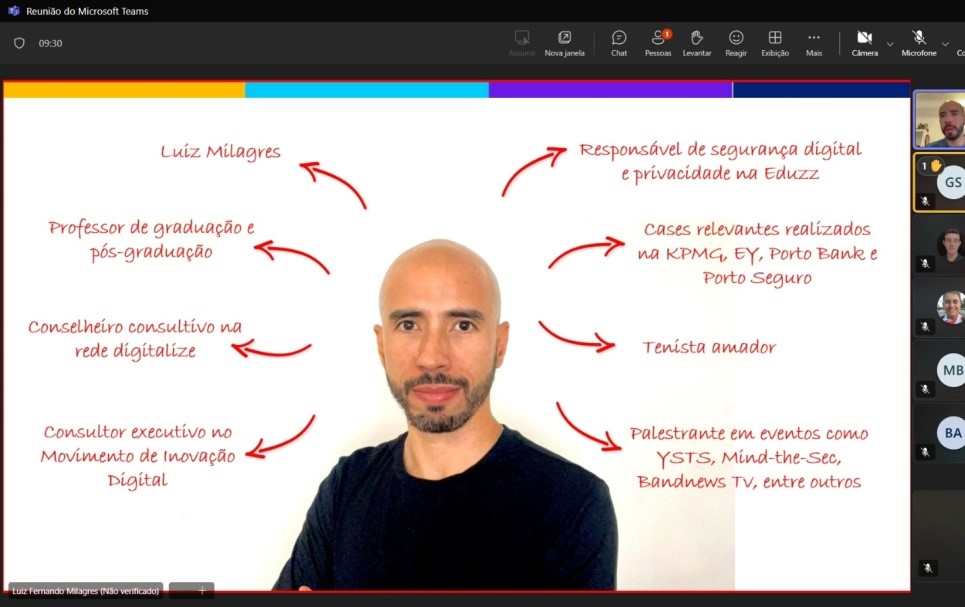 Reunião do Microsoft Teams
09:30
Assumir
Nova janela
Chat
1
Pessoas
Levantar
Reagir
Exibição
Mais
Câmera
Microfone
Luiz Milagres
Professor de graduação e
pós-graduação
Conselheiro consultivo na
rede digitalize
Consultor executivo no
Movimento de Inovação
Digital
Responsável de segurança digital
e privacidade na Eduzz
Cases relevantes realizados
na KPMG, EY, Porto Bank e
Porto Seguro
Tenista amador
Palestrante em eventos como
YSTS, Mind-the-Sec,
Bandnews TV, entre outros
1
GS
MB
BA
Luiz Fernando Milagres (Não verificado)